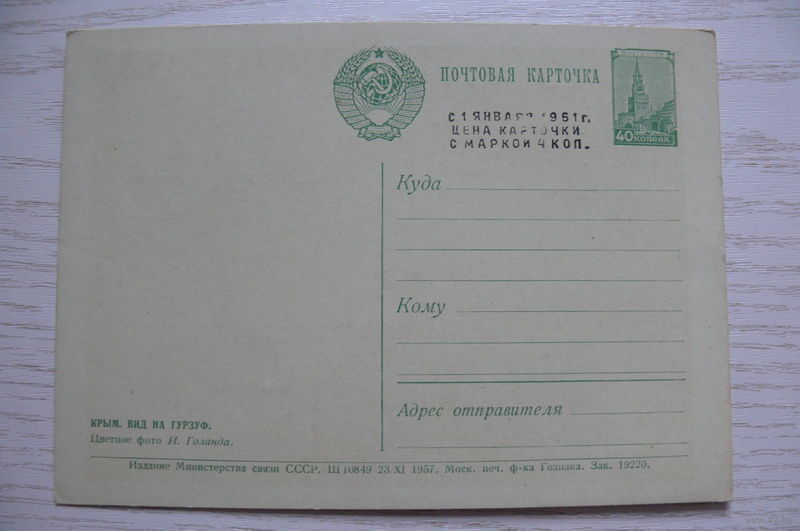 ПОЧТОВАЯ КАРТОЧКА
С 1 ЯНВАРЯ 1961 г.
ЦЕНА КАРТОЧКИ
С МАРКОЙ 4 КОП.
40 КОПЕЕК
Куда
Кому
Адрес отправителя
КРЫМ. ВИД НА ГУРЗУФ.
Цветное фото И. Голанда.
Издание Министерства связи СССР. Ш 10849 23/XI 1957. Моск. печ. ф-ка Гознака. Зак. 19220.